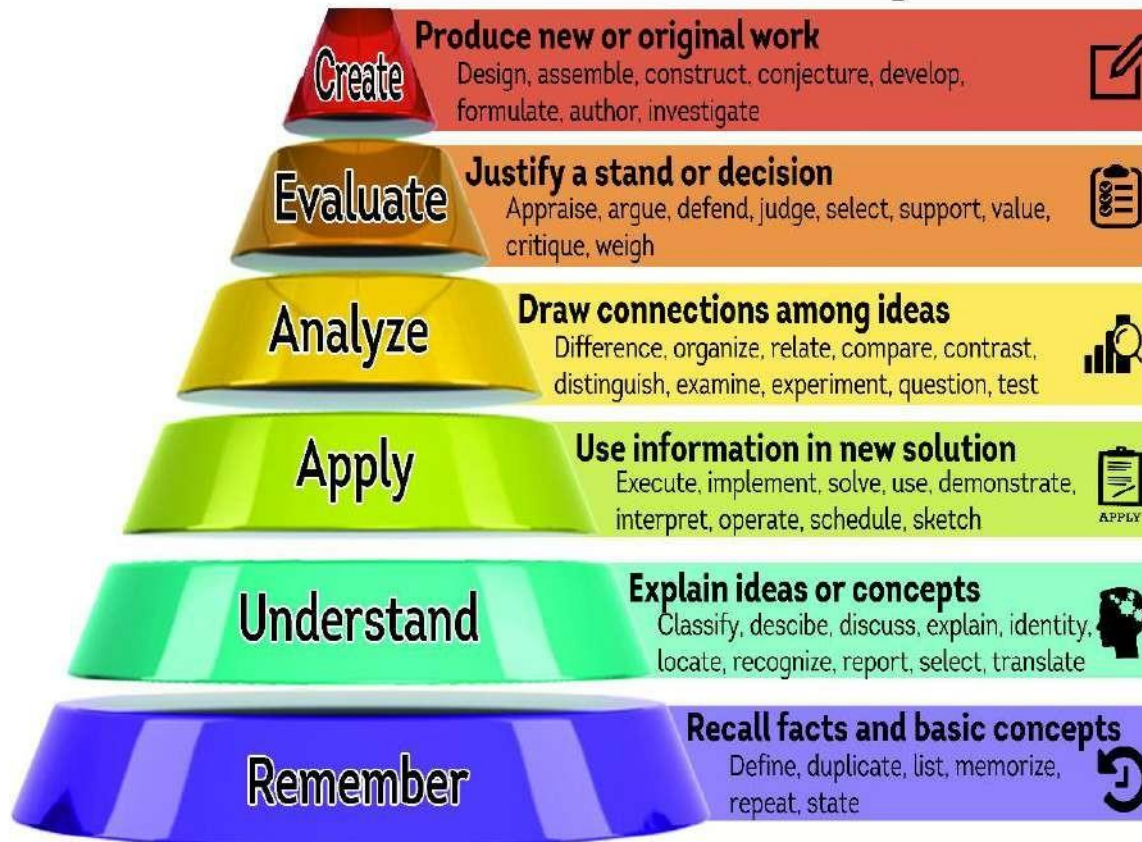 Create
Produce new or original work
Design, assemble, construct, conjecture, develop,
formulate, author, investigate
Evaluate
Justify a stand or decision
Appraise, argue, defend, judge, select, support, value,
critique, weigh
Analyze
Draw connections among ideas
Difference, organize, relate, compare, contrast,
distinguish, examine, experiment, question, test
Apply
Use information in new solution
Execute, implement, solve, use, demonstrate,
interpret, operate, schedule, sketch
APPLY
Understand
Explain ideas or concepts
Classify, descibe, discuss, explain, identity,
locate, recognize, report, select, translate
Remember
Recall facts and basic concepts
Define, duplicate, list, memorize,
repeat, state